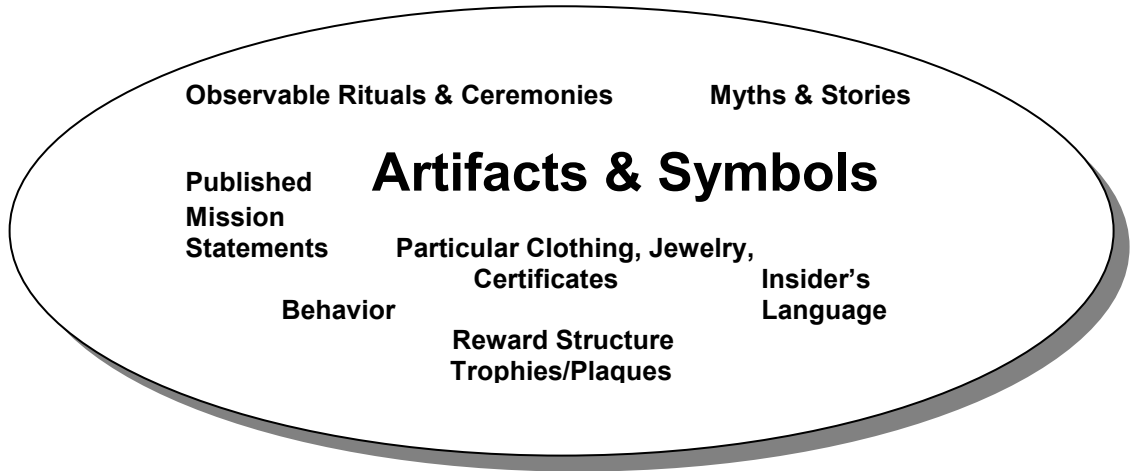 Observable Rituals & Ceremonies Myths & Stories
Artifacts & Symbols
Published
Mission
Statements
Particular Clothing, Jewelry,
Certificates
Insider's
Language
Behavior
Reward Structure
Trophies/Plaques